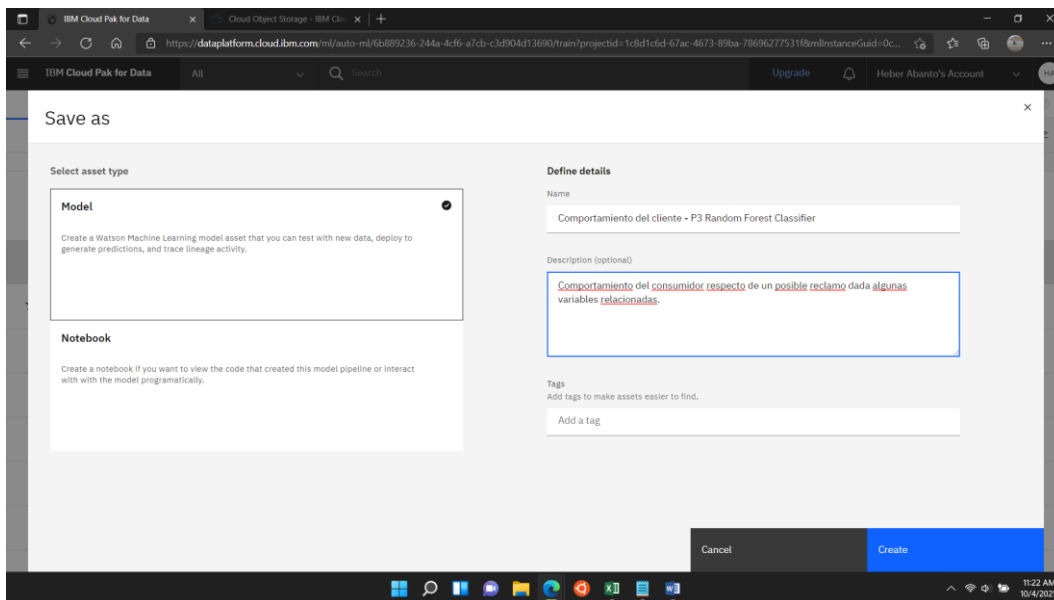 IBM Cloud Pak for Data
Cloud Object Storage - IBM Clo
https://dataplatform.cloud.ibm.com/ml/auto-ml/6b889236-244a-4cf6-a7cb-c3d904d13690/train?projectid=1c8d1c6d-67ac-4673-89ba-78696277531f&mlInstanceGuid=0c...
IBM Cloud Pak for Data
All
Search
Upgrade
Heber Abanto's Account
HA
Save as
Select asset type
Model
Create a Watson Machine Learning model asset that you can test with new data, deploy to
generate predictions, and trace lineage activity.
Notebook
Create a notebook if you want to view the code that created this model pipeline or interact
with with the model programatically.
Define details
Name
Comportamiento del cliente - P3 Random Forest Classifier
Description (optional)
Comportamiento del consumidor respecto de un posible reclamo dada algunas
variables relacionadas.
Tags
Add tags to make assets easier to find.
Add a tag
Cancel
Create
11:22 AM
10/4/202